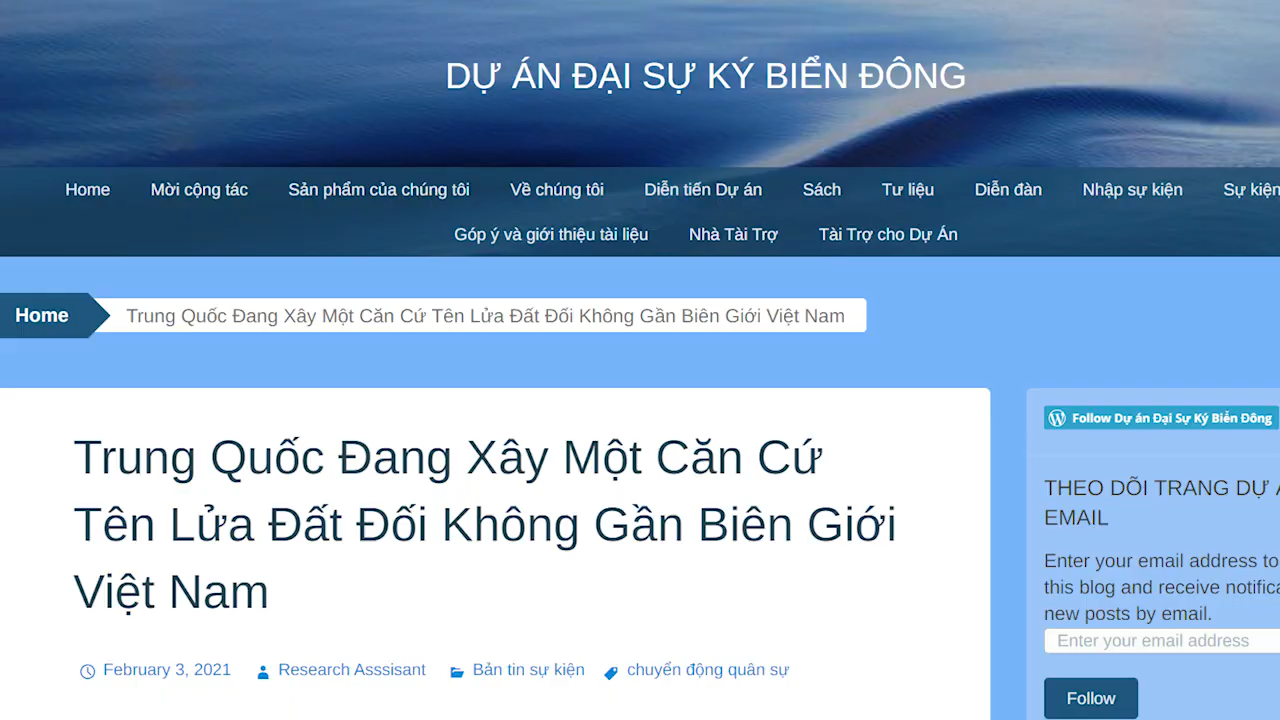 DỰ ÁN ĐẠI SỰ KÝ BIỂN ĐÔNG
Home Mời cộng tác Sản phẩm của chúng tôi Về chúng tôi Diễn tiến Dự án Sách Tư liệu Diễn đàn Nhập sự kiện Sự kiện
Góp ý và giới thiệu tài liệu Nhà Tài Trợ Tài Trợ cho Dự Án
Home Trung Quốc Đang Xây Một Căn Cứ Tên Lửa Đất Đối Không Gần Biên Giới Việt Nam
Trung Quốc Đang Xây Một Căn Cứ
Tên Lửa Đất Đối Không Gần Biên Giới
Việt Nam
February 3, 2021 Research Asssisant Bản tin sự kiện chuyển động quân sự
Follow Dự án Đại Sự Ký Biển Đông
THEO DÕI TRANG DỰ
EMAIL
Enter your email address to
this blog and receive
new posts by email.
Enter your email address
Follow